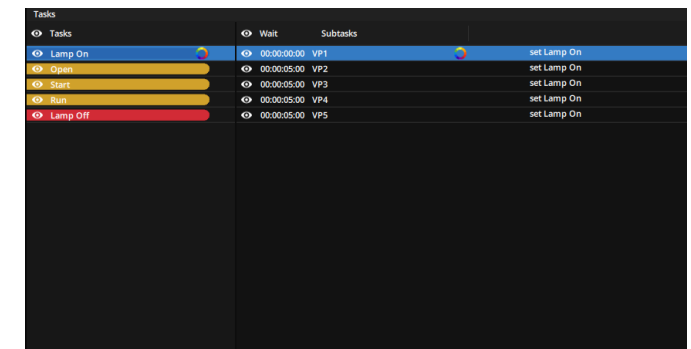 Tasks
Tasks Wait Subtasks
Lamp On 00:00:00:00 VP1 set Lamp On
Open 00:00:05:00 VP2 set Lamp On
Start 00:00:05:00 VP3 set Lamp On
Run 00:00:05:00 VP4 set Lamp On
Lamp Off 00:00:05:00 VP5 set Lamp On